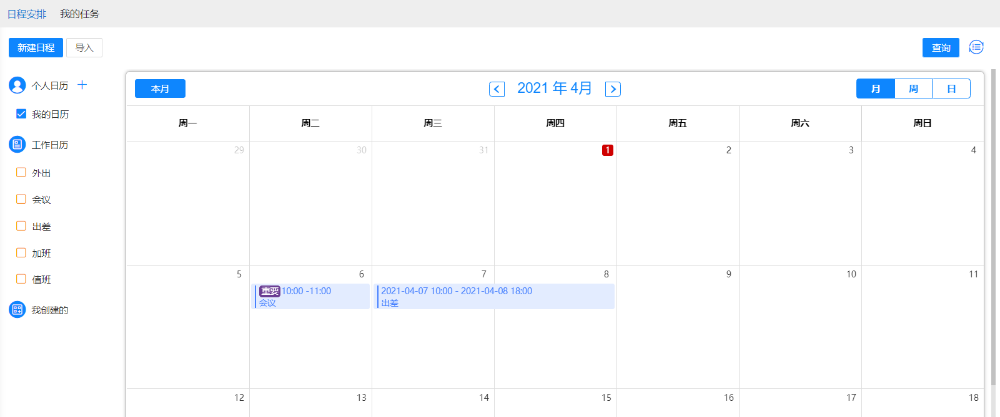 日程安排 我的任务
新建日程 导入 查询
个人日历
我的日历
工作日历
外出
会议
出差
加班
值班
我创建的
本月 2021 年 4月 月 周 日
周一 周二 周三 周四 周五 周六 周日
29 30 31 1 2 3 4
5 6 7 8 9 10 11
重要 10:00 -11:00
会议
2021-04-07 10:00 - 2021-04-08 18:00
出差
12 13 14 15 16 17 18